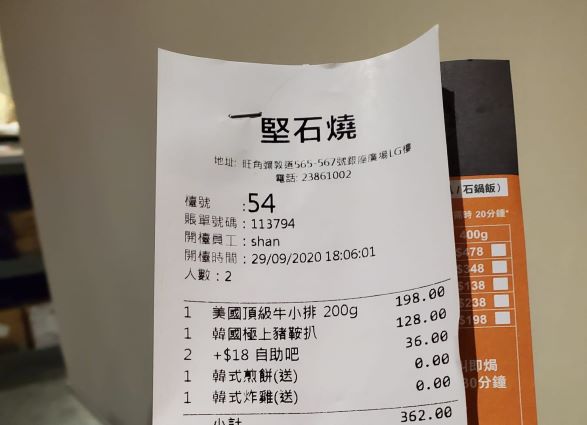 堅石燒
地址: 旺角彌敦道565-567號銀座廣場LG樓
電話: 23861002
檯號 :54
賬單號碼 : 113794
開檯員工 : shan
開檯時間 : 29/09/2020 18:06:01
人數 : 2
1 美國頂級牛小排 200g 198.00
1 韓國極上豬鞍扒 128.00
2 +$18 自助吧 36.00
1 韓式煎餅(送) 0.00
1 韓式炸雞(送) 0.00
小計 362.00
/ 石鍋飯)
時 20分鐘*
400g
$478
$348
$138
$238
$198
即焗
30分鐘